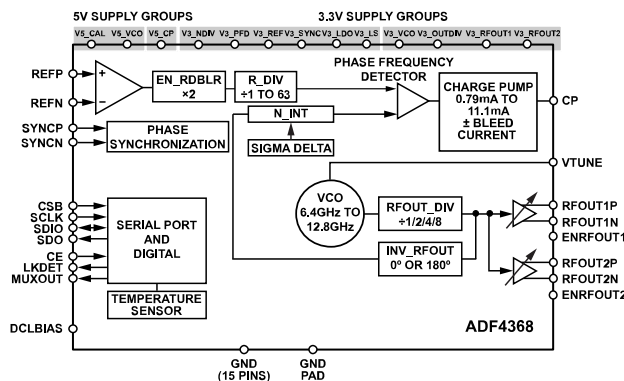 5V SUPPLY GROUPS
3.3V SUPPLY GROUPS
V5_CAL V5_VCO V5_CP V3_NDIV V3_PFD V3_REF V3_SYNC V3_LDO V3_LS V3_VCO V3_OUTDIV V3_RFOUT1 V3_RFOUT2
PHASE FREQUENCY
DETECTOR
REFP
+
REFN
−
EN_RDBLR
×2
R_DIV
÷1 TO 63
N_INT
SIGMA DELTA
CHARGE PUMP
0.79mA TO
11.1mA
± BLEED
CURRENT
CP
SYNCP
SYNCN
PHASE
SYNCHRONIZATION
VTUNE
VCO
6.4GHz TO
12.8GHz
RFOUT_DIV
÷1/2/4/8
INV_RFOUT
0º OR 180º
RFOUT1P
RFOUT1N
ENRFOUT1
RFOUT2P
RFOUT2N
ENRFOUT2
CSB
SCLK
SDIO
SDO
CE
LKDET
MUXOUT
SERIAL PORT
AND
DIGITAL
TEMPERATURE
SENSOR
DCLBIAS
ADF4368
GND
(15 PINS)
GND
PAD